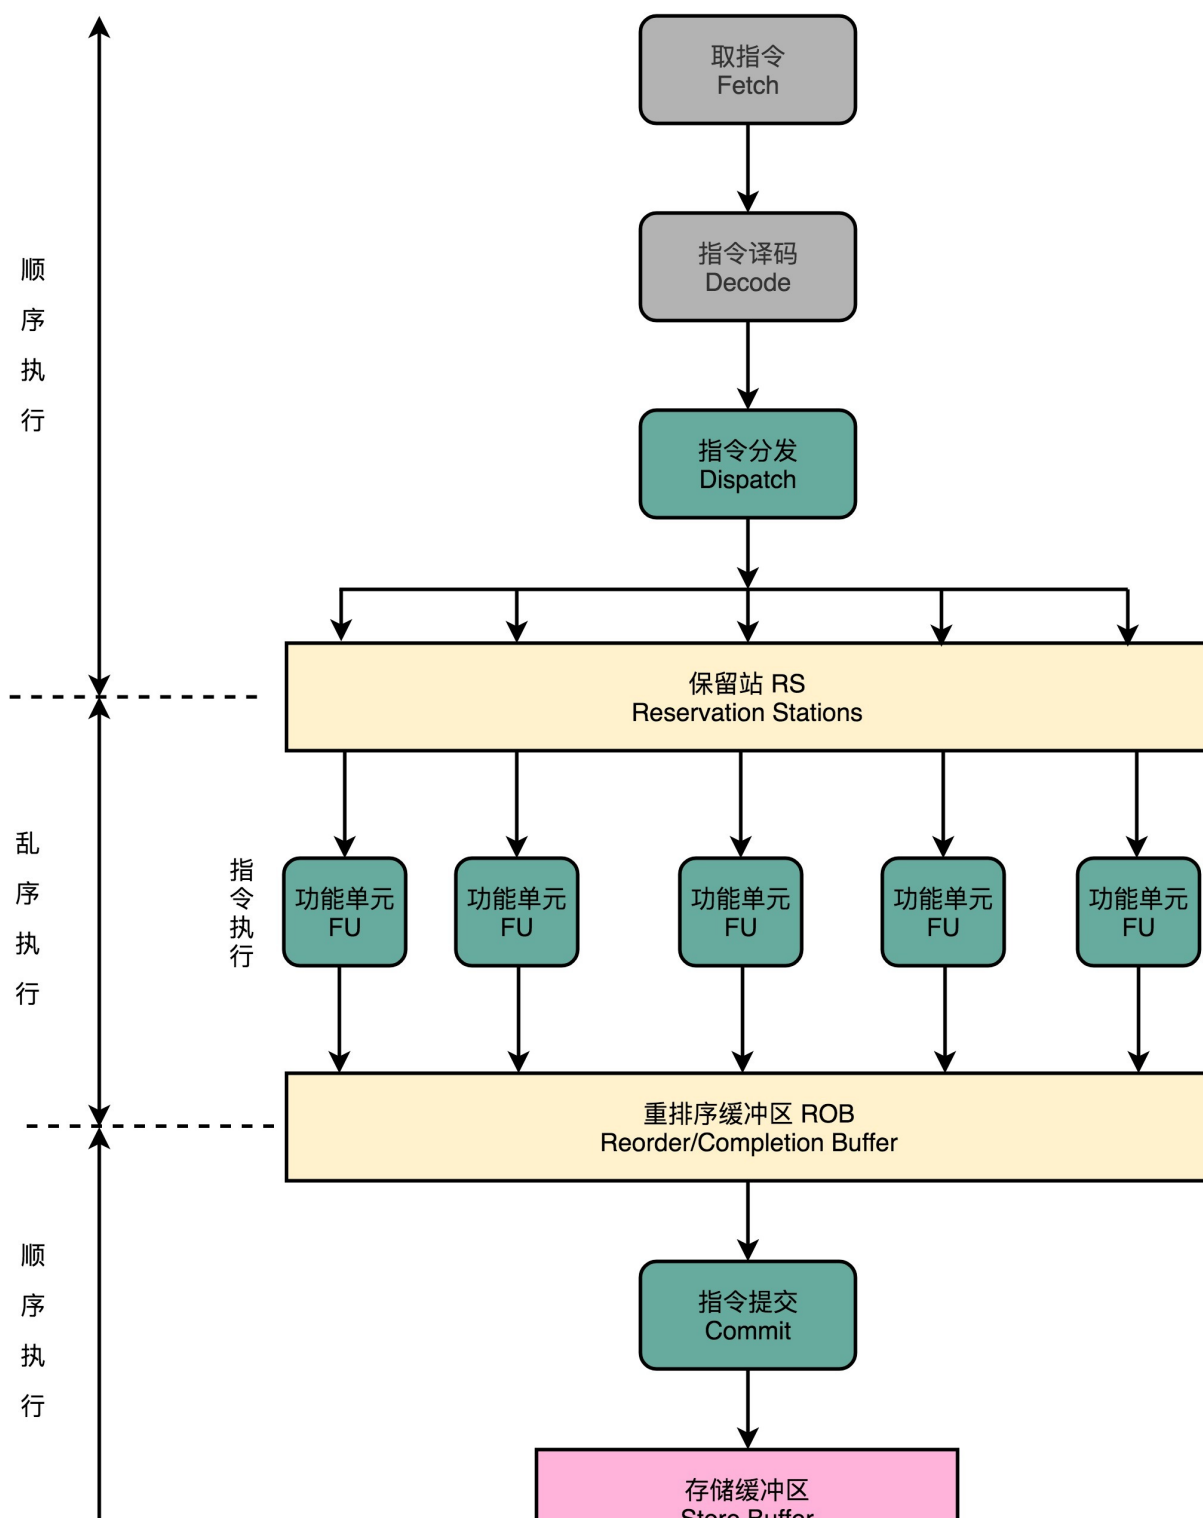 取指令
Fetch
指令译码
Decode
顺序执行
指令分发
Dispatch
保留站 RS
Reservation Stations
乱序执行
指令执行
功能单元
FU
功能单元
FU
功能单元
FU
功能单元
FU
功能单元
FU
重排序缓冲区 ROB
Reorder/Completion Buffer
顺序执行
指令提交
Commit
存储缓冲区
Store Buffer